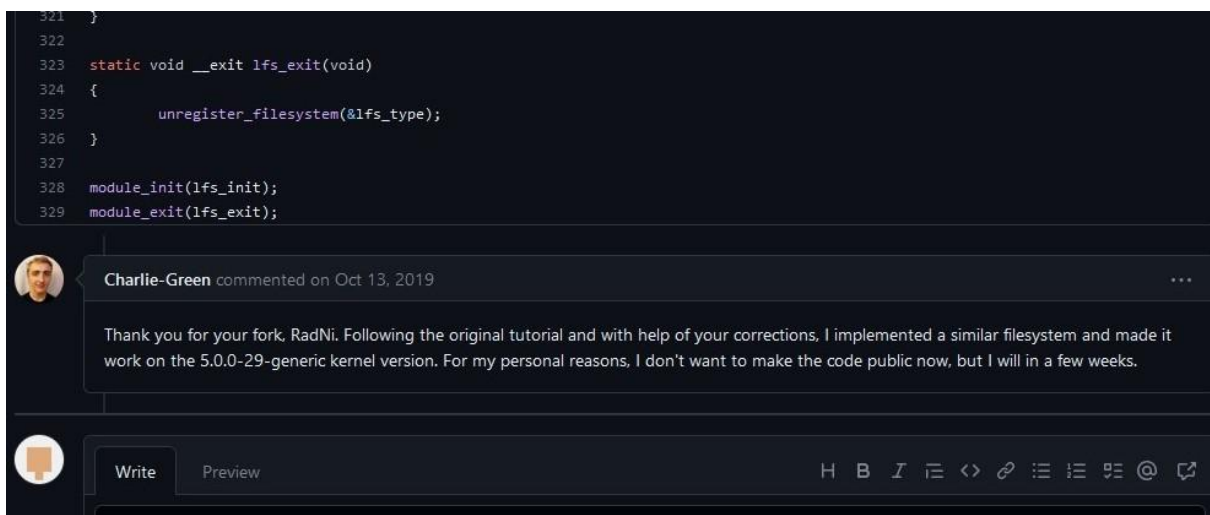 321 }
322
323 static void __exit lfs_exit(void)
324 {
325 unregister_filesystem(&lfs_type);
326 }
327
328 module_init(lfs_init);
329 module_exit(lfs_exit);
Charlie-Green commented on Oct 13, 2019
Thank you for your fork, RadNi. Following the original tutorial and with help of your corrections, I implemented a similar filesystem and made it
work on the 5.0.0-29-generic kernel version. For my personal reasons, I don't want to make the code public now, but I will in a few weeks.
Write Preview